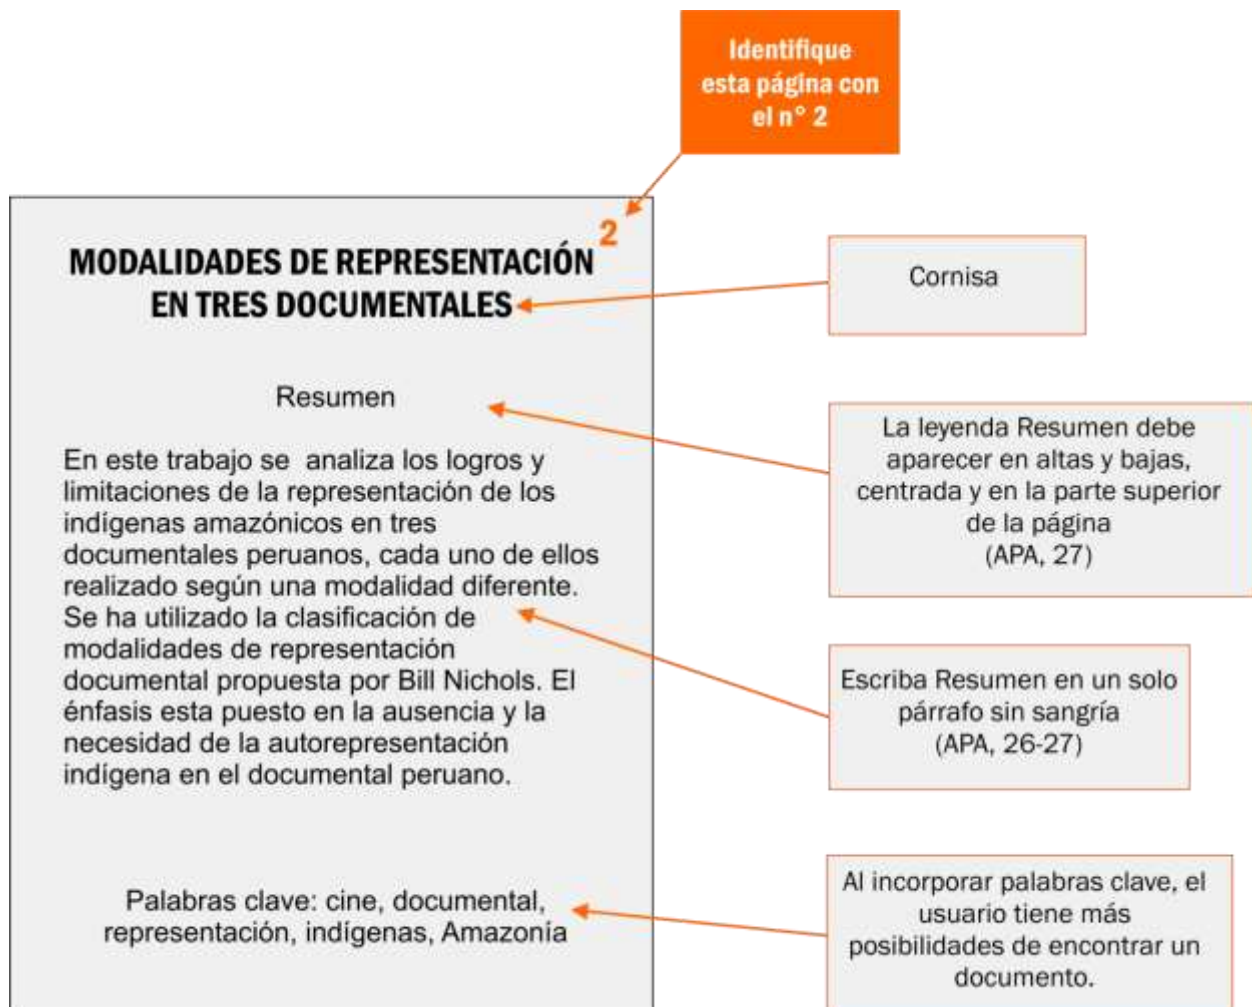 Identifique
esta página con
el n° 2
2
MODALIDADES DE REPRESENTACIÓN
EN TRES DOCUMENTALES
Cornisa
Resumen
La leyenda Resumen debe
aparecer en altas y bajas,
centrada y en la parte superior
de la página
(APA, 27)
En este trabajo se analiza los logros y
limitaciones de la representación de los
indígenas amazónicos en tres
documentales peruanos, cada uno de ellos
realizado según una modalidad diferente.
Se ha utilizado la clasificación de
modalidades de representación
documental propuesta por Bill Nichols. El
énfasis esta puesto en la ausencia y la
necesidad de la autorepresentación
indígena en el documental peruano.
Escriba Resumen en un solo
párrafo sin sangría
(APA, 26-27)
Palabras clave: cine, documental,
representación, indígenas, Amazonía
Al incorporar palabras clave, el
usuario tiene más
posibilidades de encontrar un
documento.